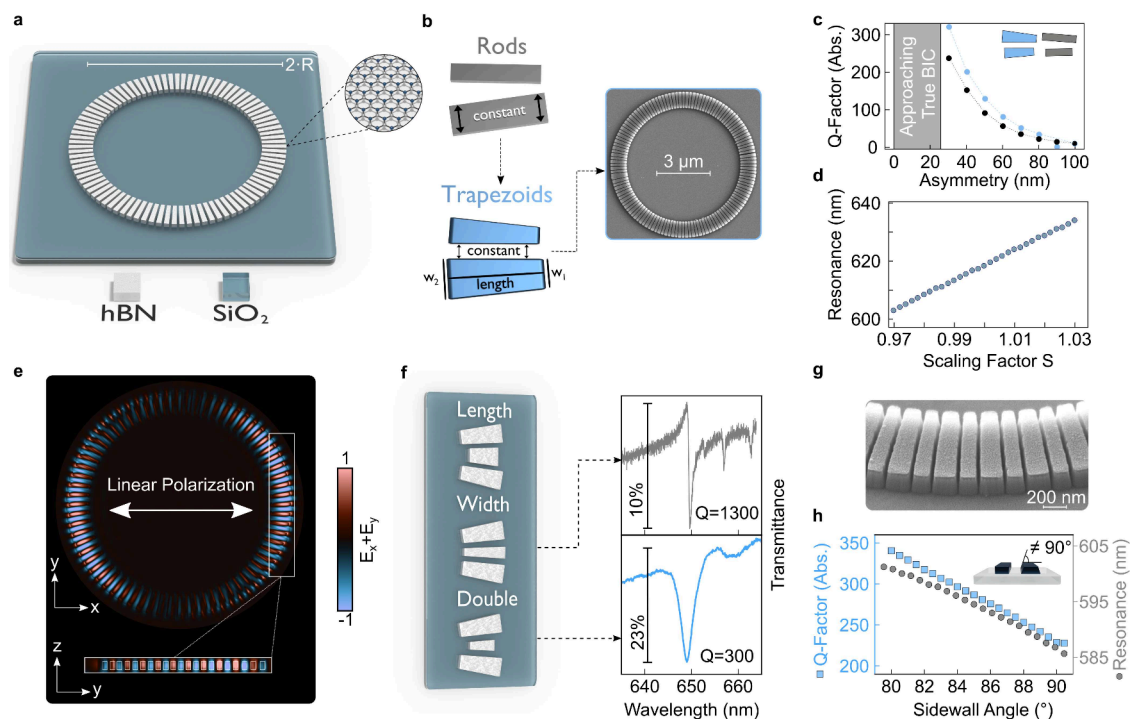 a
2·R
hBN
SiO₂
b
Rods
constant
Trapezoids
constant
w₂
length
w₁
3 µm
c
Q-Factor (Abs.)
300
200
100
0
Approaching
True BIC
0
20
40
60
80
100
Asymmetry (nm)
d
Resonance (nm)
640
620
600
0.97
0.99
1.01
1.03
Scaling Factor S
e
Linear Polarization
y
x
z
y
1
-1
Eₓ+Eᵧ
f
Length
Width
Double
10%
Q=1300
23%
Q=300
Transmittance
640
650
660
Wavelength (nm)
g
200 nm
h
Q-Factor (Abs.)
350
300
250
200
≠ 90°
605
595
585
Resonance (nm)
80
82
84
86
88
90
Sidewall Angle (°)